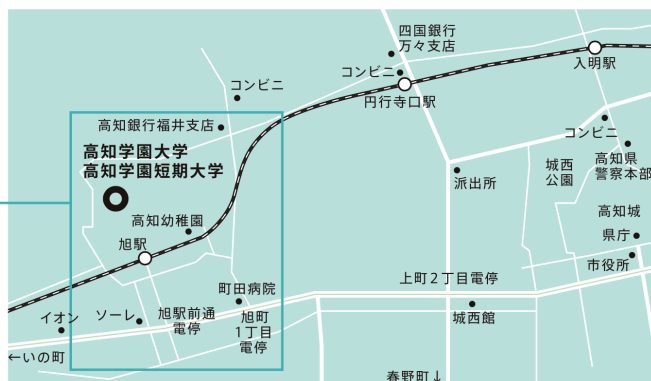 四国銀行
万々支店
入明駅
コンビニ
円行寺口駅
コンビニ
高知銀行福井支店
コンビニ
高知学園大学
高知学園短期大学
派出所
城西
公園
高知県
警察本部
高知幼稚園
旭駅
高知城
県庁
市役所
町田病院
上町2丁目電停
イオン
ソーレ
旭駅前通
電停
旭町
1丁目
電停
城西館
←いの町
春野町↓